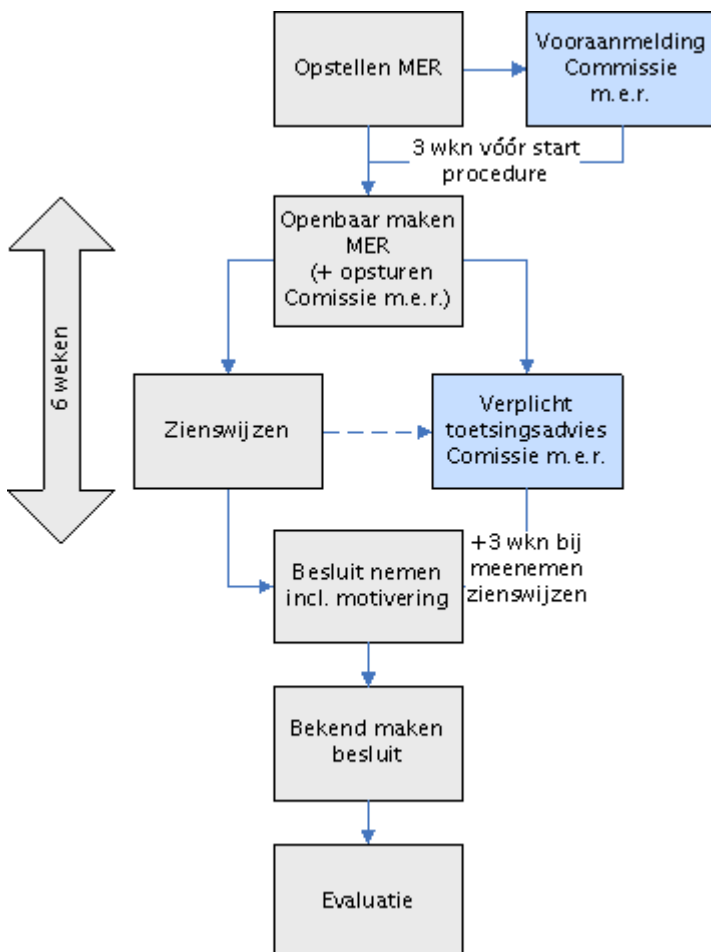 Opstellen MER
Vooraanmelding
Commissie
m.e.r.
3 wkn vóór start
procedure
Openbaar maken
MER
(+ opsturen
Comissie m.e.r.)
6 weken
Zienswijzen
Verplicht
toetsingsadvies
Comissie m.e.r.
+3 wkn bij
meenemen
zienswijzen
Besluit nemen
incl. motivering
Bekend maken
besluit
Evaluatie